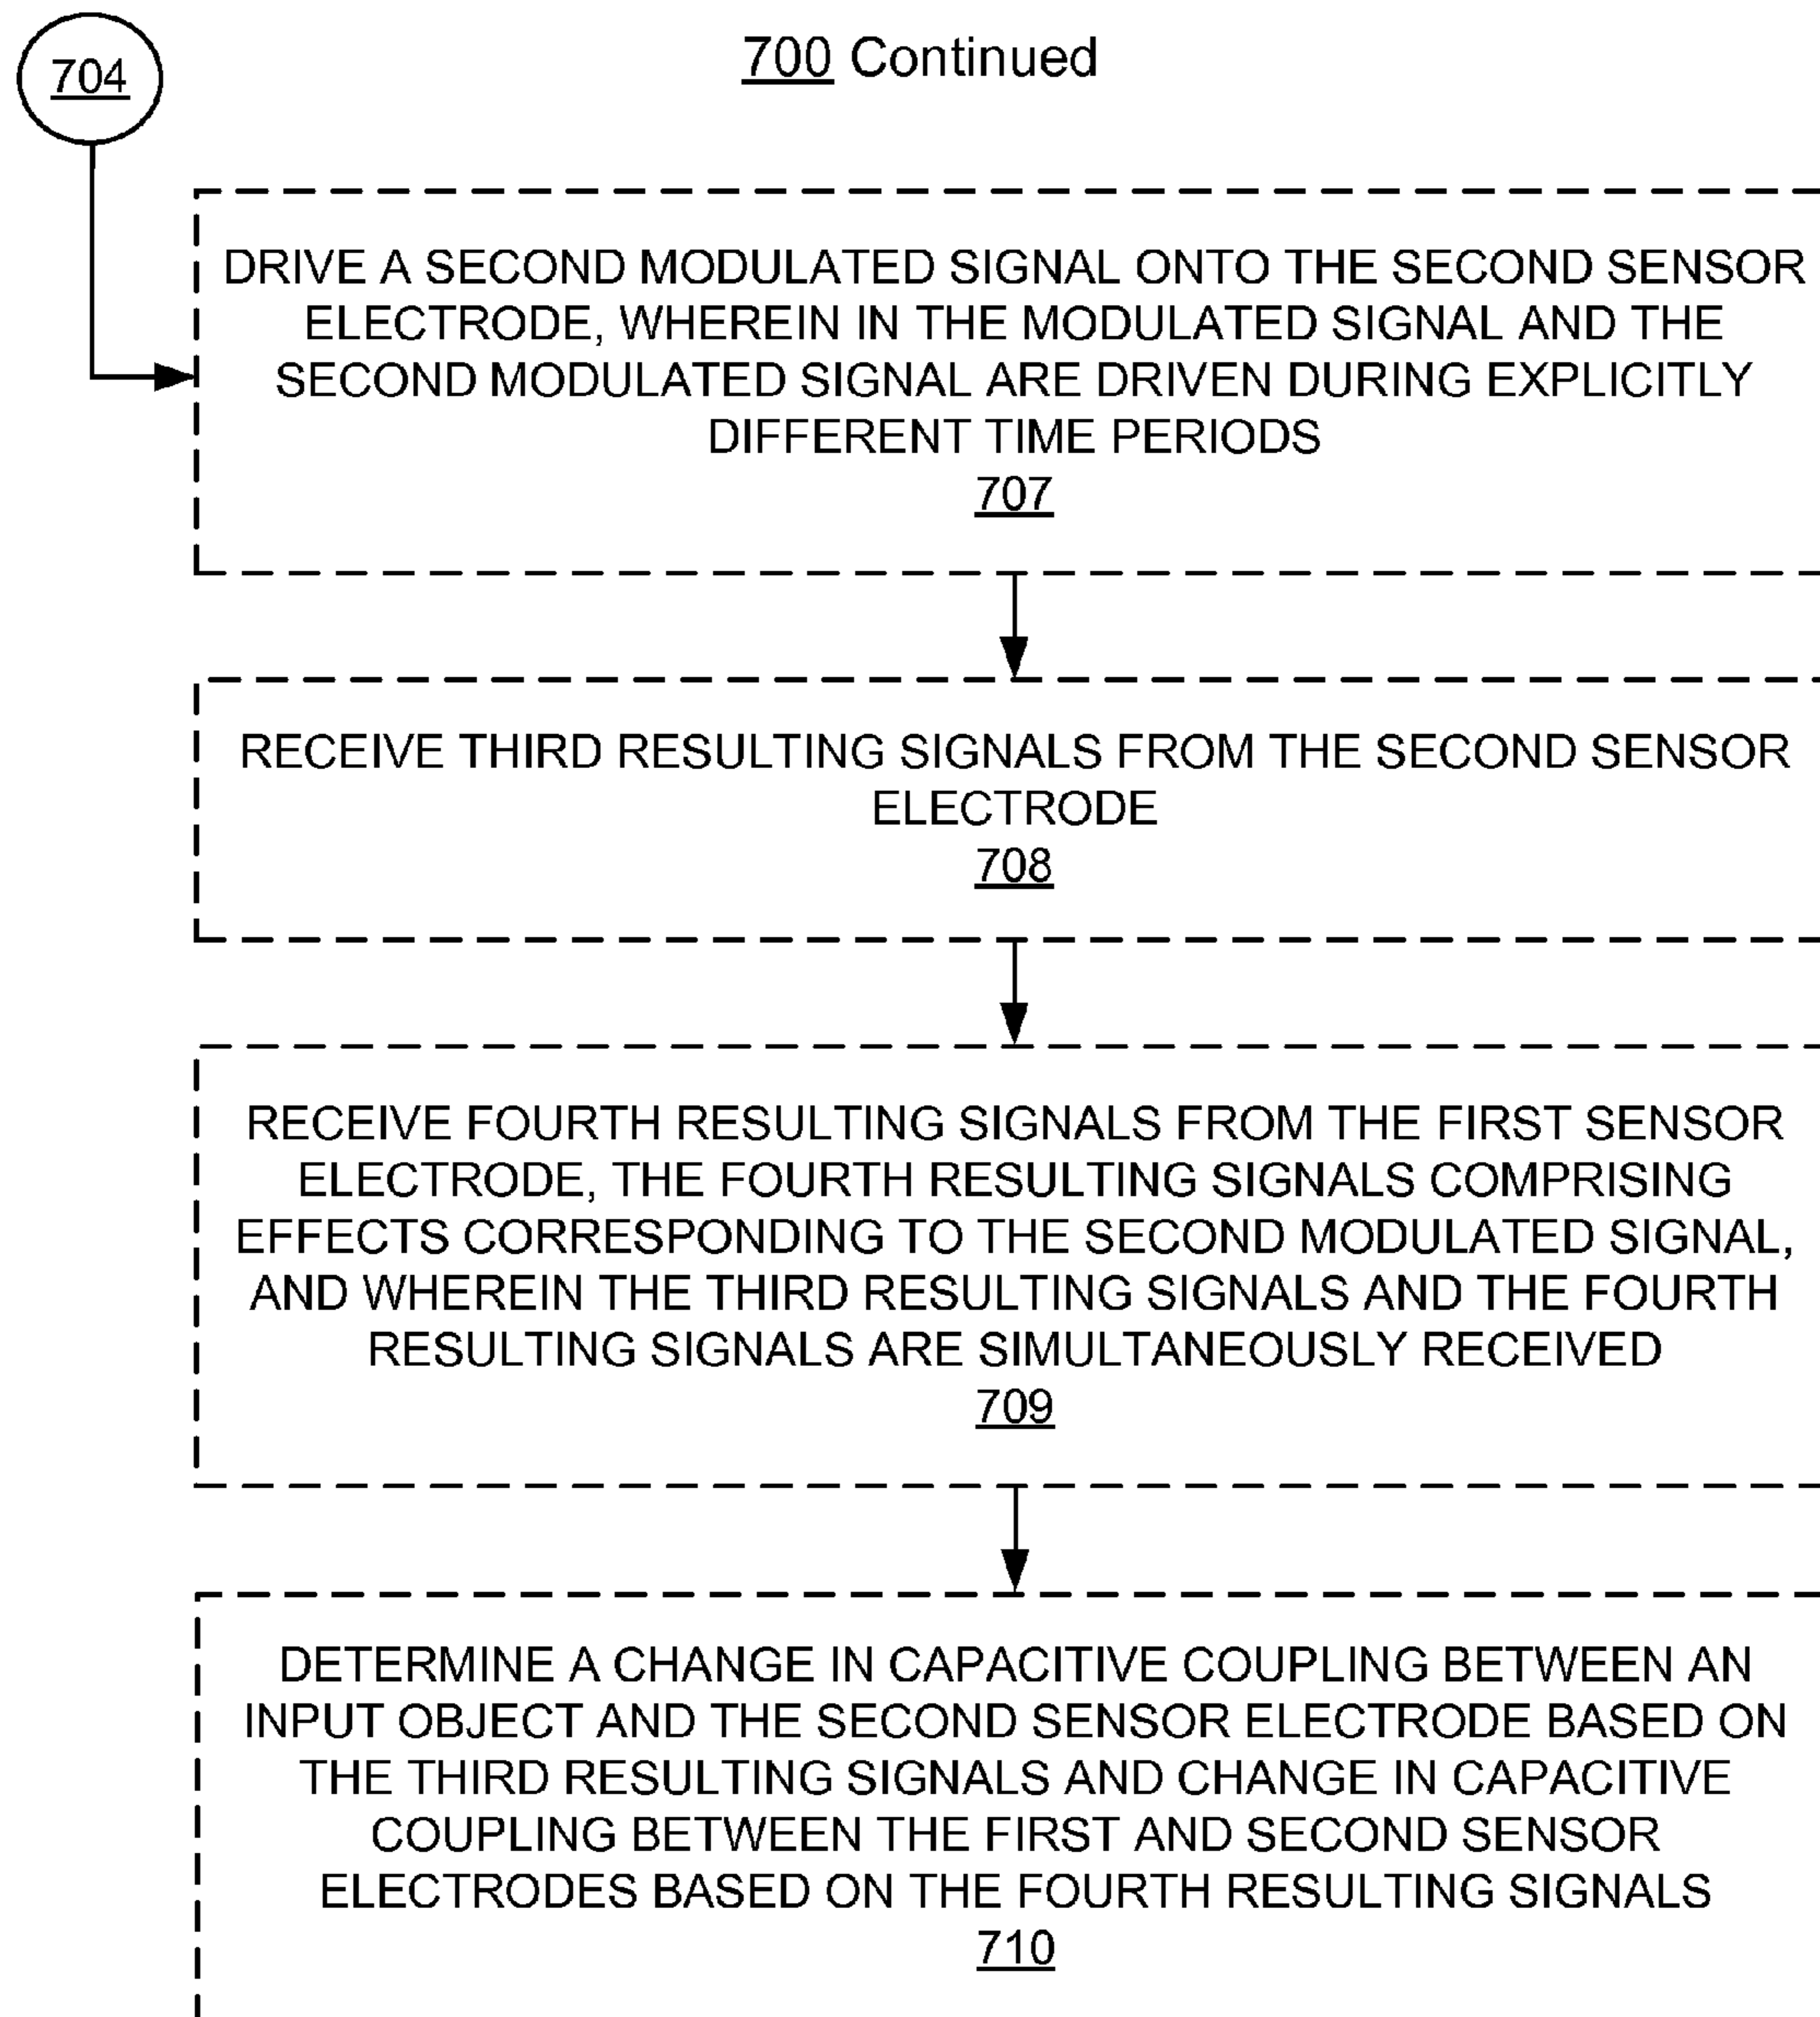 704
700 Continued
DRIVE A SECOND MODULATED SIGNAL ONTO THE SECOND SENSOR
ELECTRODE, WHEREIN IN THE MODULATED SIGNAL AND THE
SECOND MODULATED SIGNAL ARE DRIVEN DURING EXPLICITLY
DIFFERENT TIME PERIODS
707
RECEIVE THIRD RESULTING SIGNALS FROM THE SECOND SENSOR
ELECTRODE
708
RECEIVE FOURTH RESULTING SIGNALS FROM THE FIRST SENSOR
ELECTRODE, THE FOURTH RESULTING SIGNALS COMPRISING
EFFECTS CORRESPONDING TO THE SECOND MODULATED SIGNAL,
AND WHEREIN THE THIRD RESULTING SIGNALS AND THE FOURTH
RESULTING SIGNALS ARE SIMULTANEOUSLY RECEIVED
709
DETERMINE A CHANGE IN CAPACITIVE COUPLING BETWEEN AN
INPUT OBJECT AND THE SECOND SENSOR ELECTRODE BASED ON
THE THIRD RESULTING SIGNALS AND CHANGE IN CAPACITIVE
COUPLING BETWEEN THE FIRST AND SECOND SENSOR
ELECTRODES BASED ON THE FOURTH RESULTING SIGNALS
710